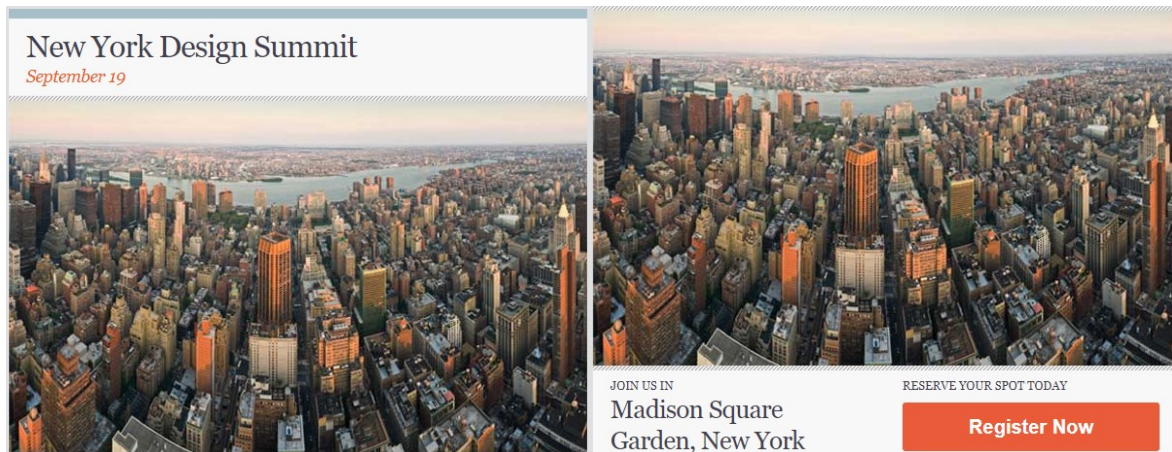 New York Design Summit
September 19
JOIN US IN
Madison Square
Garden, New York
RESERVE YOUR SPOT TODAY
Register Now